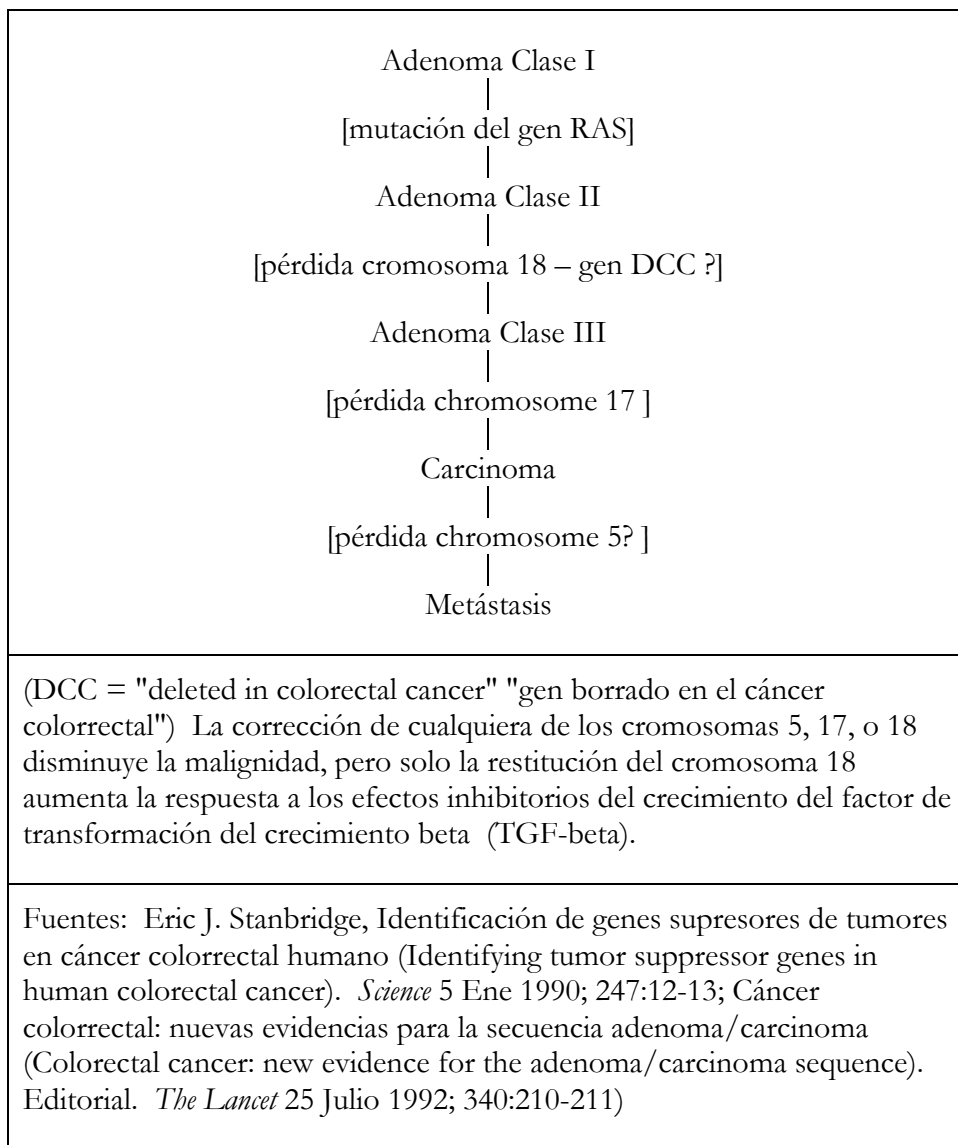 Adenoma Clase I
[mutación del gen RAS]
Adenoma Clase II
[pérdida cromosoma 18 – gen DCC ?]
Adenoma Clase III
[pérdida chromosome 17 ]
Carcinoma
[pérdida chromosome 5? ]
Metástasis
(DCC = "deleted in colorectal cancer" "gen borrado en el cáncer
colorrectal")  La corrección de cualquiera de los cromosomas 5, 17, o 18
disminuye la malignidad, pero solo la restitución del cromosoma 18
aumenta la respuesta a los efectos inhibitorios del crecimiento del factor de
transformación del crecimiento beta  (TGF-beta).
Fuentes:  Eric J. Stanbridge, Identificación de genes supresores de tumores
en cáncer colorrectal humano (Identifying tumor suppressor genes in
human colorectal cancer).  Science 5 Ene 1990; 247:12-13; Cáncer
colorrectal: nuevas evidencias para la secuencia adenoma/carcinoma
(Colorectal cancer: new evidence for the adenoma/carcinoma sequence).
Editorial.  The Lancet 25 Julio 1992; 340:210-211)